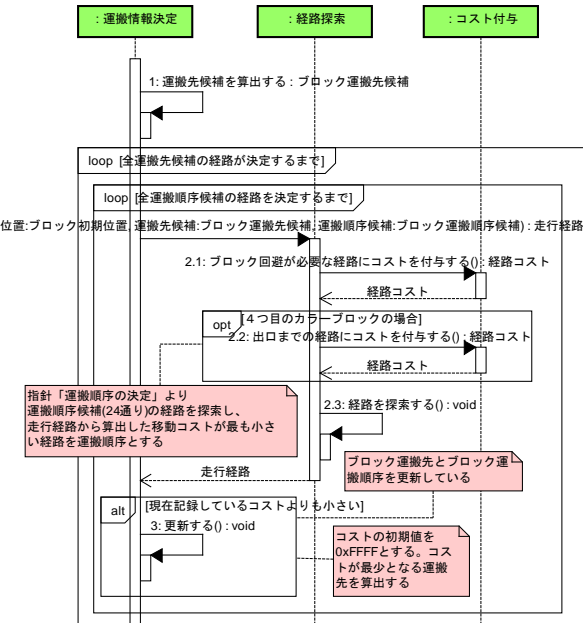 : 運搬情報決定
: 経路探索
: コスト付与
1: 運搬先候補を算出する : ブロック運搬先候補
loop [全運搬先候補の経路が決定するまで]
loop [全運搬順序候補の経路を決定するまで]
位置:ブロック初期位置, 運搬先候補:ブロック運搬先候補, 運搬順序候補:ブロック運搬順序候補) : 走行経路
2.1: ブロック回避が必要な経路にコストを付与する() : 経路コスト
経路コスト
opt [４つ目のカラーブロックの場合]
2.2: 出口までの経路にコストを付与する() : 経路コスト
経路コスト
指針「運搬順序の決定」より
運搬順序候補(24通り)の経路を探索し、
走行経路から算出した移動コストが最も小さ
い経路を運搬順序とする
2.3: 経路を探索する() : void
ブロック運搬先とブロック運
搬順序を更新している
走行経路
alt [現在記録しているコストよりも小さい]
3: 更新する() : void
コストの初期値を
0xFFFFとする。コス
トが最少となる運搬
先を算出する